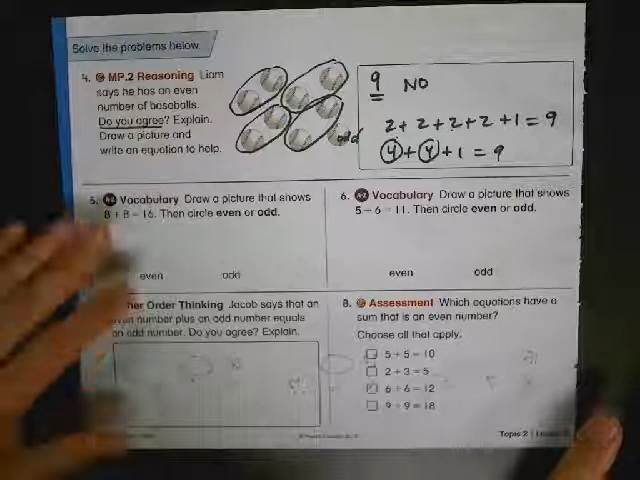 Solve the problems below.
4. MP.2 Reasoning Liam
says he has an even
number of baseballs.
Do you agree? Explain.
Draw a picture and
write an equation to help.
odd
9 NO
2+2+2+2+1=9
4+4+1=9
5. Vocabulary Draw a picture that shows
8 + 8 = 16. Then circle even or odd.
even odd
6. Vocabulary Draw a picture that shows
5 + 6 = 11. Then circle even or odd.
even odd
Order Thinking Jacob says that an
number plus an odd number equals
an odd number. Do you agree? Explain.
8. Assessment Which equations have a
sum that is an even number?
Choose all that apply.
5 + 5 = 10
2 + 3 = 5
6 + 6 = 12
9 + 9 = 18
Topic 2